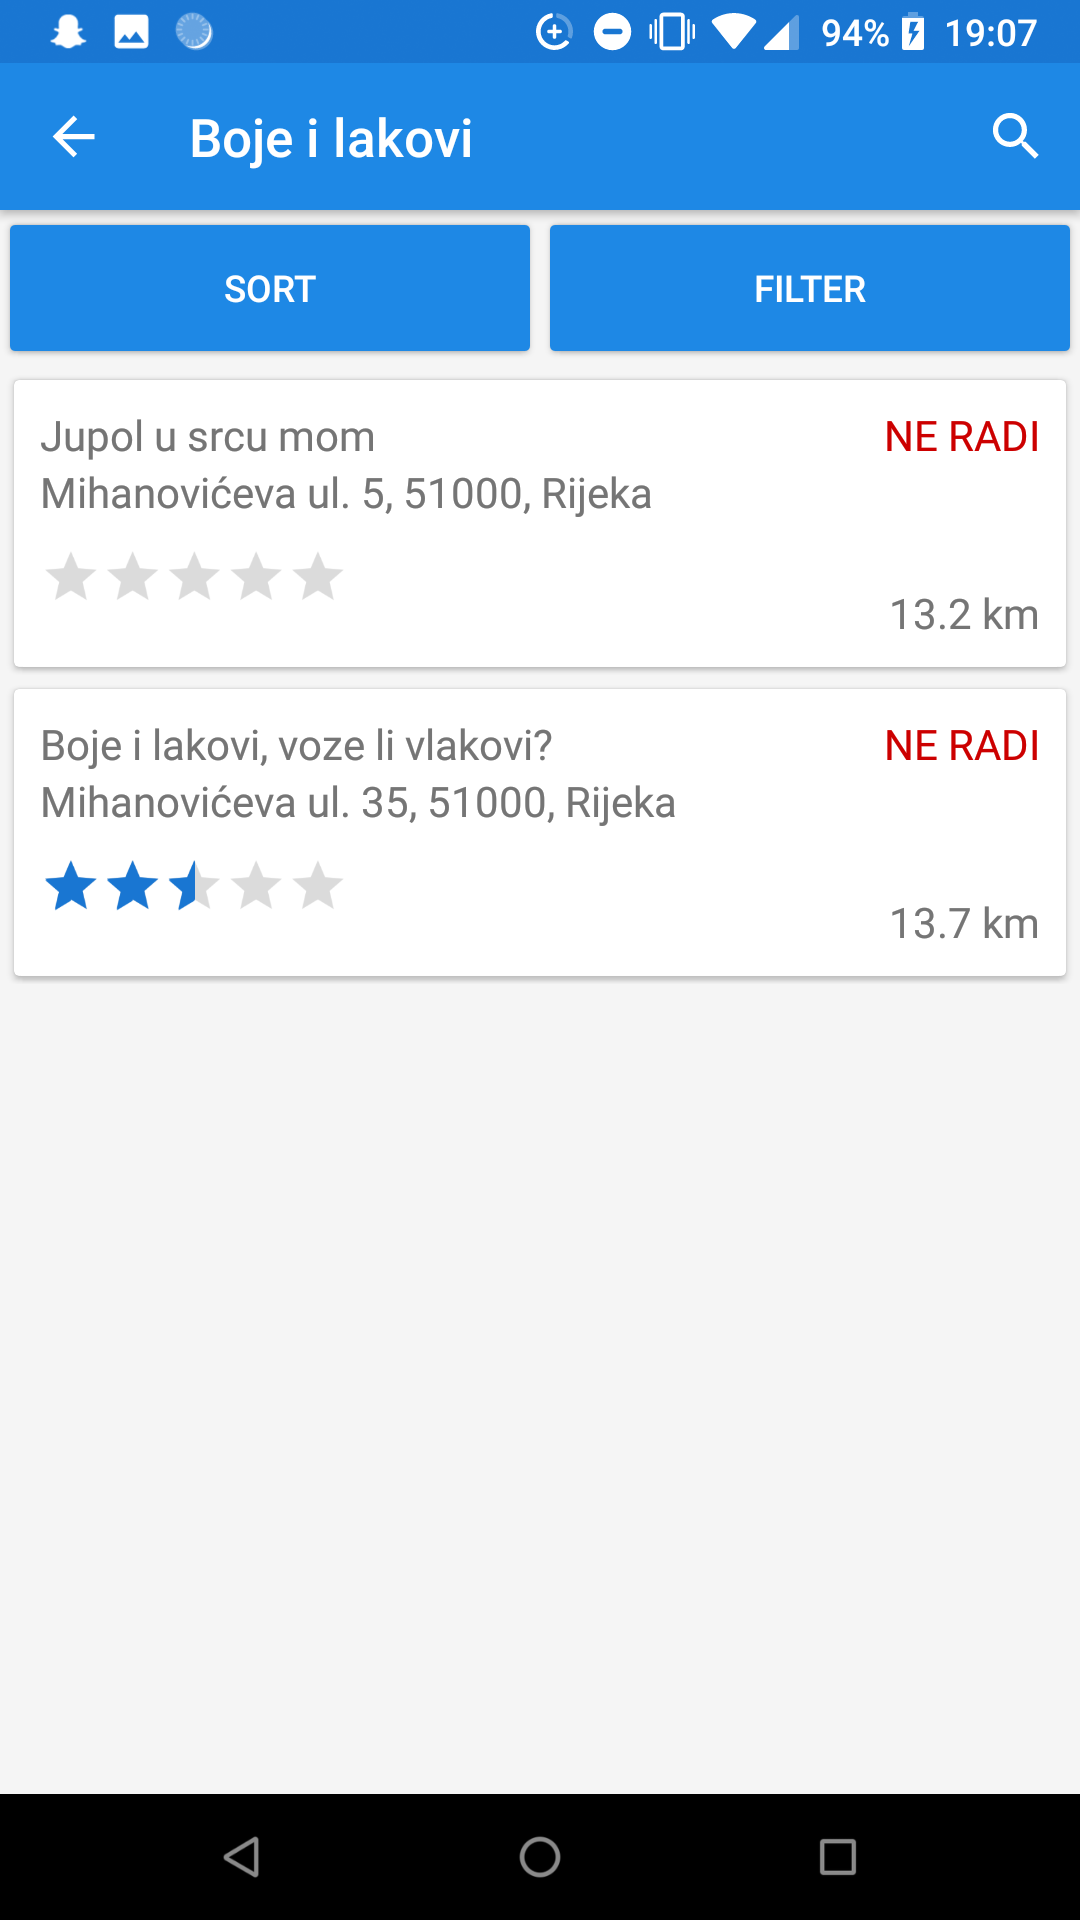 94% 19:07
Boje i lakovi
SORT FILTER
Jupol u srcu mom NE RADI
Mihanovićeva ul. 5, 51000, Rijeka
13.2 km
Boje i lakovi, voze li vlakovi? NE RADI
Mihanovićeva ul. 35, 51000, Rijeka
13.7 km